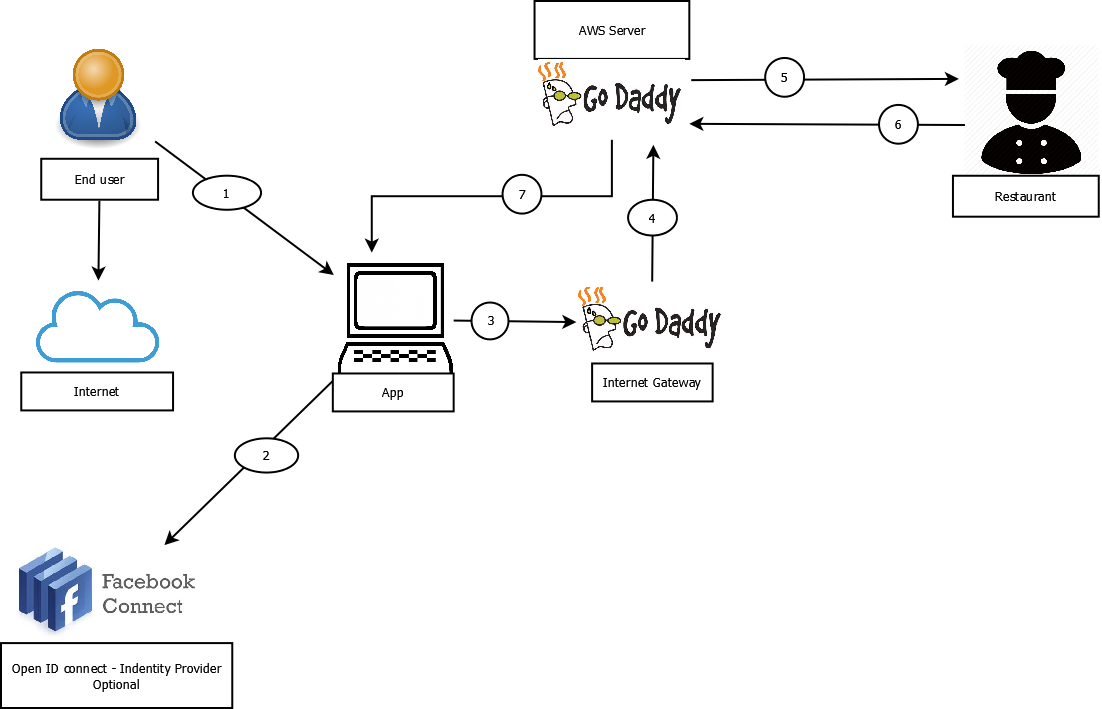 AWS Server
Go Daddy
5
6
End user
1
7
4
Restaurant
3
Go Daddy
Internet
App
Internet Gateway
2
f
Facebook
Connect
Open ID connect - Indentity Provider
Optional